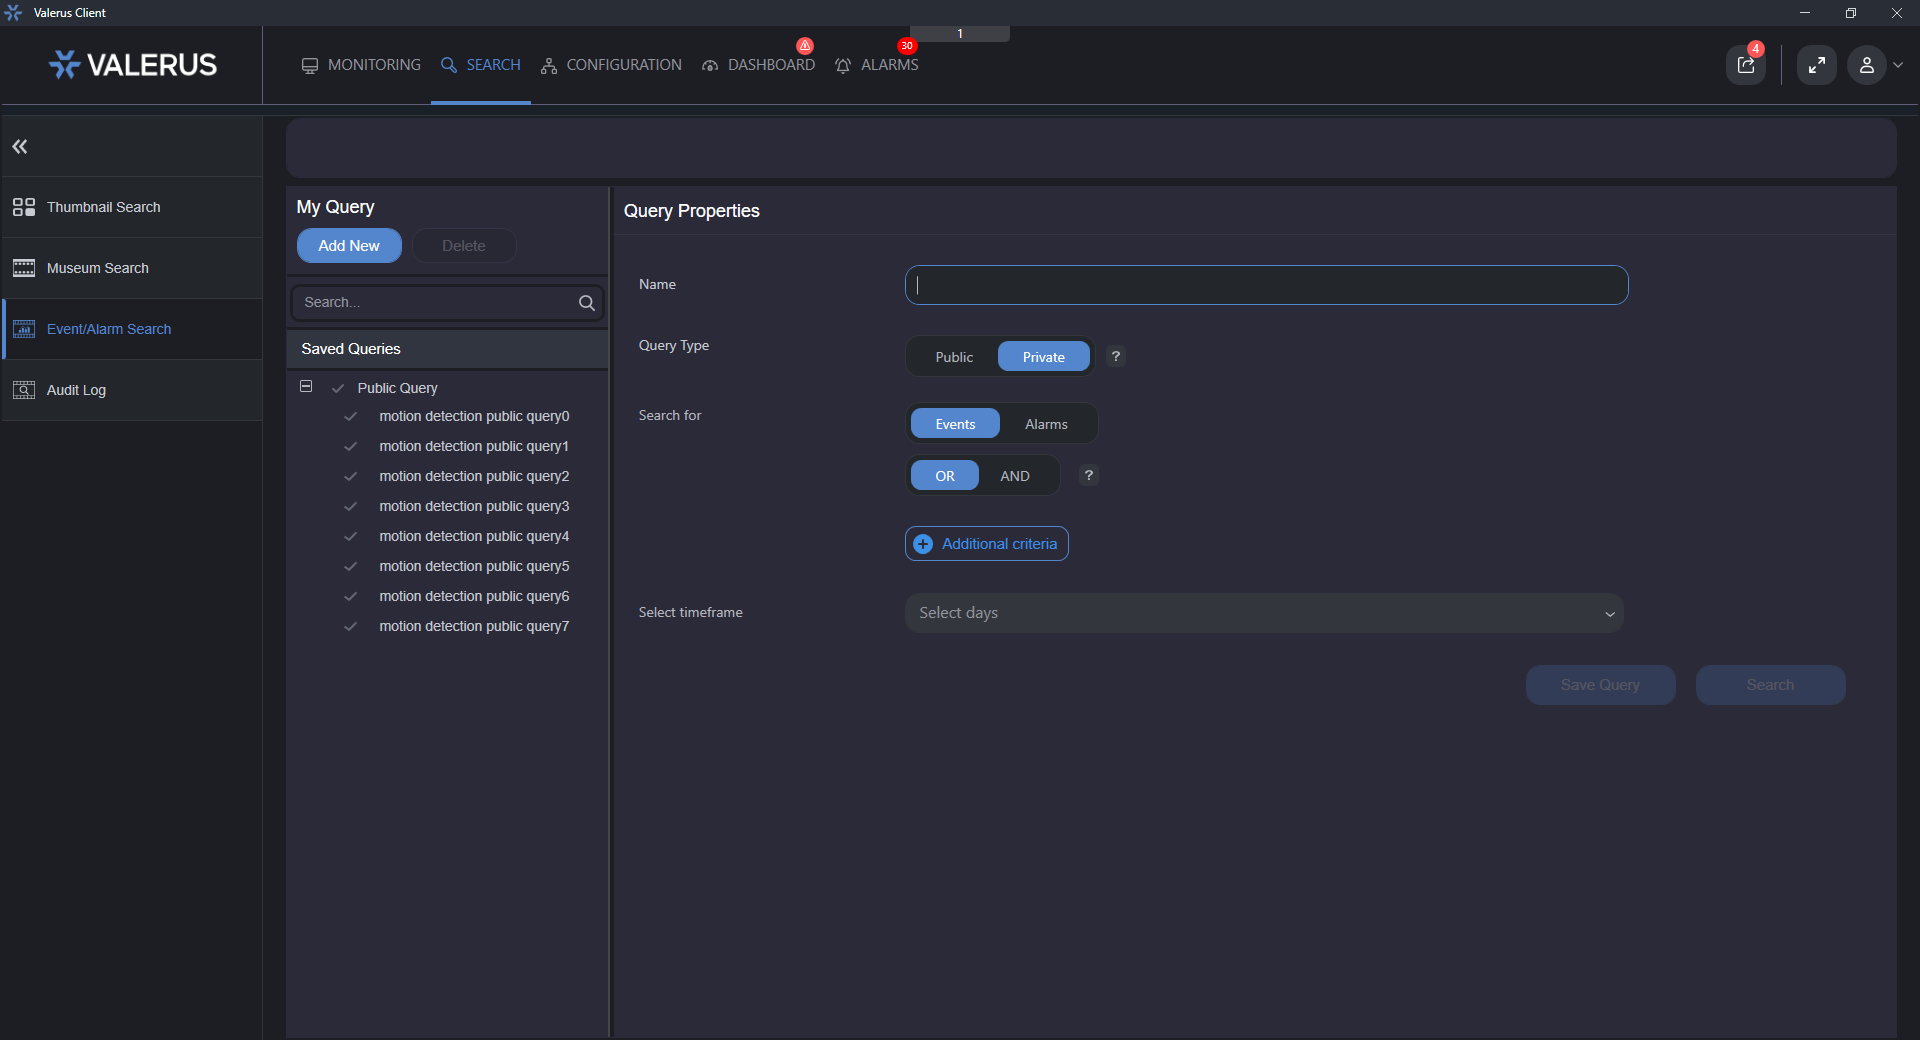 Valerus Client
1
VALERUS
MONITORING
SEARCH
CONFIGURATION
DASHBOARD
30
ALARMS
4
Thumbnail Search
Museum Search
Event/Alarm Search
Audit Log
My Query
Add New
Delete
Search...
Saved Queries
Public Query
motion detection public query0
motion detection public query1
motion detection public query2
motion detection public query3
motion detection public query4
motion detection public query5
motion detection public query6
motion detection public query7
Query Properties
Name
Query Type
Public
Private
?
Search for
Events
Alarms
OR
AND
?
Additional criteria
Select timeframe
Select days
Save Query
Search